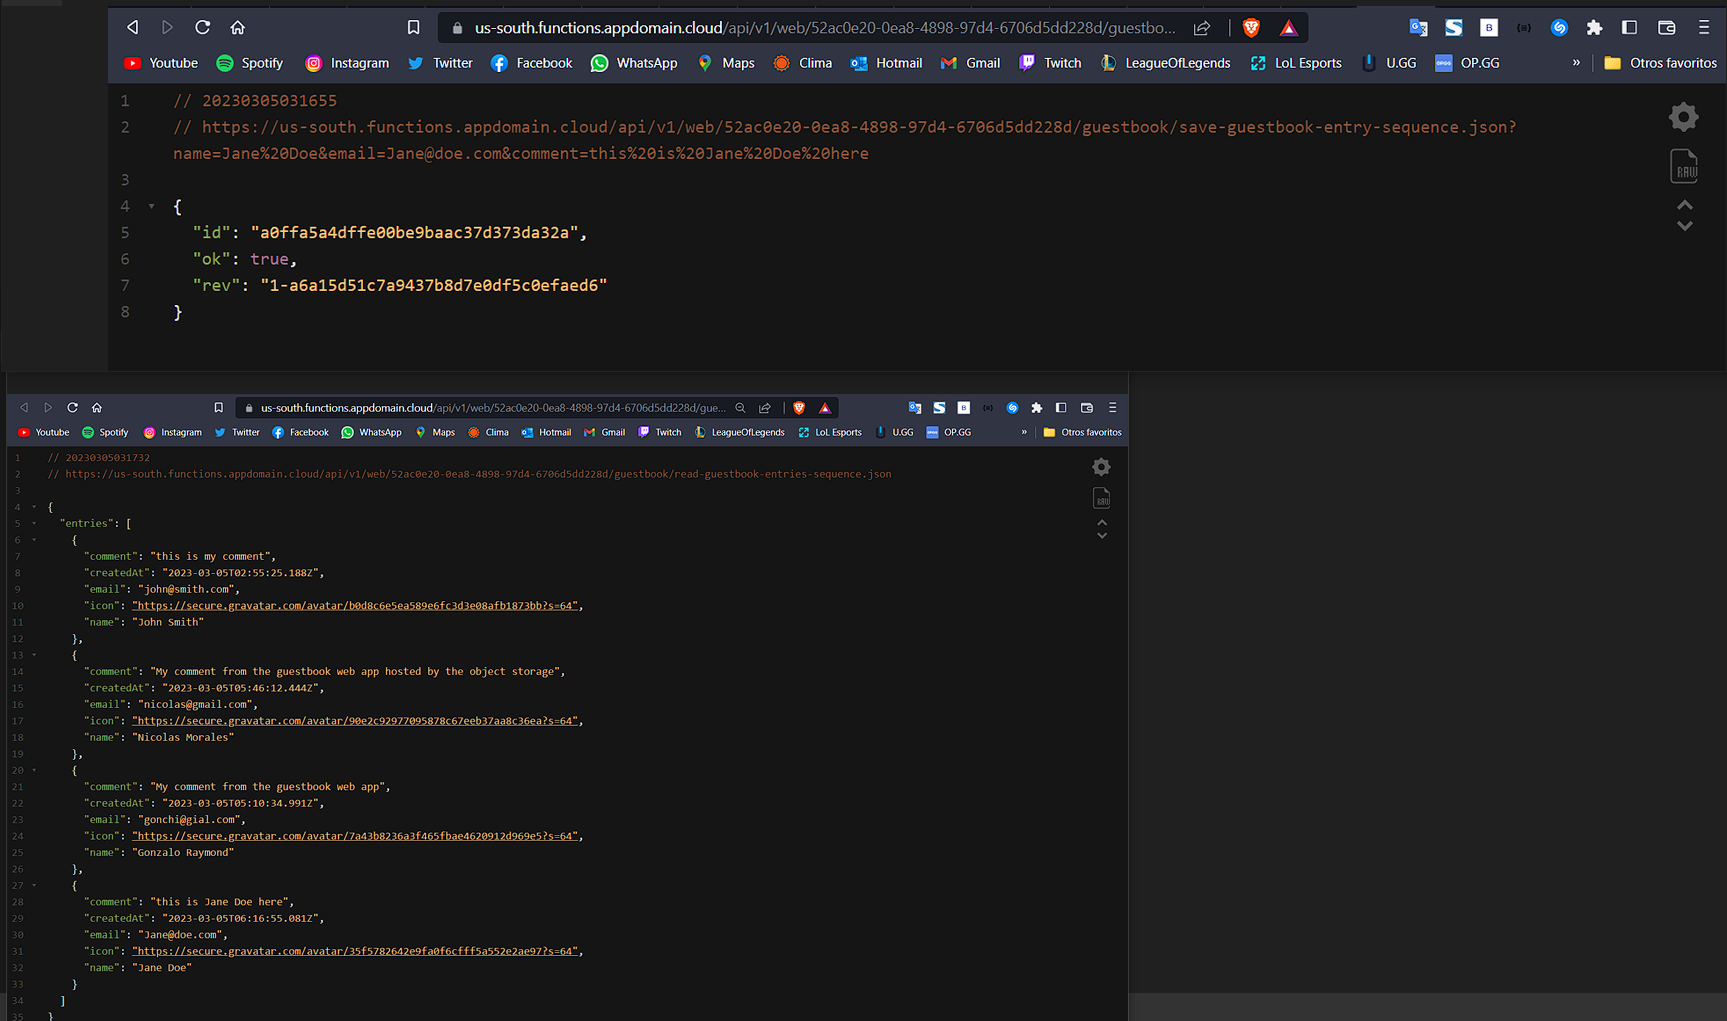 us-south.functions.appdomain.cloud/api/v1/web/52ac0e20-0ea8-4898-97d4-6706d5dd228d/guestbo...
Youtube Spotify Instagram Twitter Facebook WhatsApp Maps Clima Hotmail Gmail Twitch LeagueOfLegends LoL Esports U.GG OP.GG » Otros favoritos
1 // 20230305031655
2 // https://us-south.functions.appdomain.cloud/api/v1/web/52ac0e20-0ea8-4898-97d4-6706d5dd228d/guestbook/save-guestbook-entry-sequence.json?
name=Jane%20Doe&email=Jane@doe.com&comment=this%20is%20Jane%20Doe%20here
3
4 {
5 "id": "a0ffa5a4dffe00be9baac37d373da32a",
6 "ok": true,
7 "rev": "1-a6a15d51c7a9437b8d7e0df5c0efaed6"
8 }
RAW
us-south.functions.appdomain.cloud/api/v1/web/52ac0e20-0ea8-4898-97d4-6706d5dd228d/gue...
Youtube Spotify Instagram Twitter Facebook WhatsApp Maps Clima Hotmail Gmail Twitch LeagueOfLegends LoL Esports U.GG OP.GG » Otros favoritos
1 // 20230305031732
2 // https://us-south.functions.appdomain.cloud/api/v1/web/52ac0e20-0ea8-4898-97d4-6706d5dd228d/guestbook/read-guestbook-entries-sequence.json
3
4 {
5 "entries": [
6 {
7 "comment": "this is my comment",
8 "createdAt": "2023-03-05T02:55:25.188Z",
9 "email": "john@smith.com",
10 "icon": "https://secure.gravatar.com/avatar/b0d8c6e5ea589e6fc3d3e08afb1873bb?s=64",
11 "name": "John Smith"
12 },
13 {
14 "comment": "My comment from the guestbook web app hosted by the object storage",
15 "createdAt": "2023-03-05T05:46:12.444Z",
16 "email": "nicolas@gmail.com",
17 "icon": "https://secure.gravatar.com/avatar/90e2c92977095878c67eeb37aa8c36ea?s=64",
18 "name": "Nicolas Morales"
19 },
20 {
21 "comment": "My comment from the guestbook web app",
22 "createdAt": "2023-03-05T05:10:34.991Z",
23 "email": "gonchi@gial.com",
24 "icon": "https://secure.gravatar.com/avatar/7a43b8236a3f465fbae4620912d969e5?s=64",
25 "name": "Gonzalo Raymond"
26 },
27 {
28 "comment": "this is Jane Doe here",
29 "createdAt": "2023-03-05T06:16:55.081Z",
30 "email": "Jane@doe.com",
31 "icon": "https://secure.gravatar.com/avatar/35f5782642e9fa0f6cfff5a552e2ae97?s=64",
32 "name": "Jane Doe"
33 }
34 ]
35 }
RAW